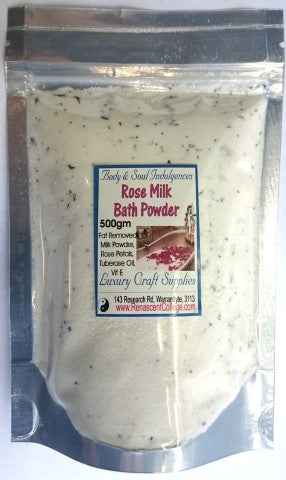 Body & Soul Indulgences
Rose Milk
Bath Powder
500gm
Fat Removed
Milk Powder,
Rose Petals,
Tuberose Oil,
Vit E
Luxury Craft Supplies
143 Research Rd, Warrandyte, 3113
www.RenascentCollege.com